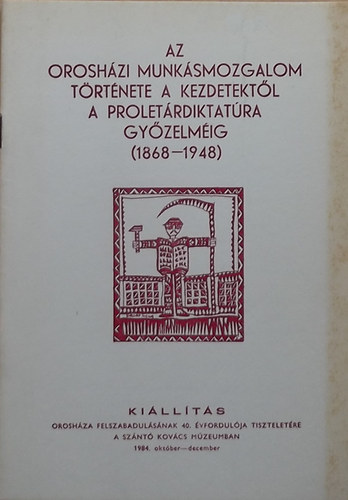 AZ
OROSHÁZI MUNKÁSMOZGALOM
TÖRTÉNETE A KEZDETEKTŐL
A PROLETÁRDIKTATÚRA
GYŐZELMÉIG
(1868—1948)
KIÁLLÍTÁS
OROSHÁZA FELSZABADULÁSÁNAK 40. ÉVFORDULÓJA TISZTELETÉRE
A SZÁNTÓ KOVÁCS MÚZEUMBAN
1984. október—december